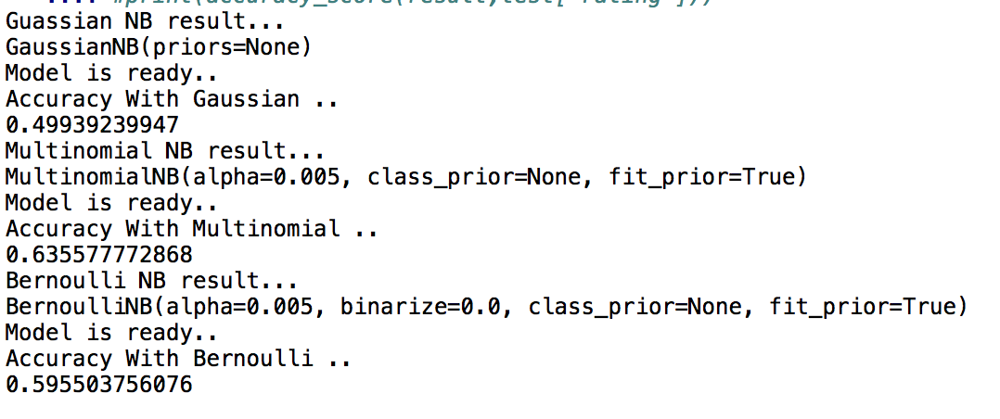 #print(accuracy_score(result,test["rating"]))
Guassian NB result...
GaussianNB(priors=None)
Model is ready..
Accuracy With Gaussian ..
0.49939239947
Multinomial NB result...
MultinomialNB(alpha=0.005, class_prior=None, fit_prior=True)
Model is ready..
Accuracy With Multinomial ..
0.635577772868
Bernoulli NB result...
BernoulliNB(alpha=0.005, binarize=0.0, class_prior=None, fit_prior=True)
Model is ready..
Accuracy With Bernoulli ..
0.595503756076